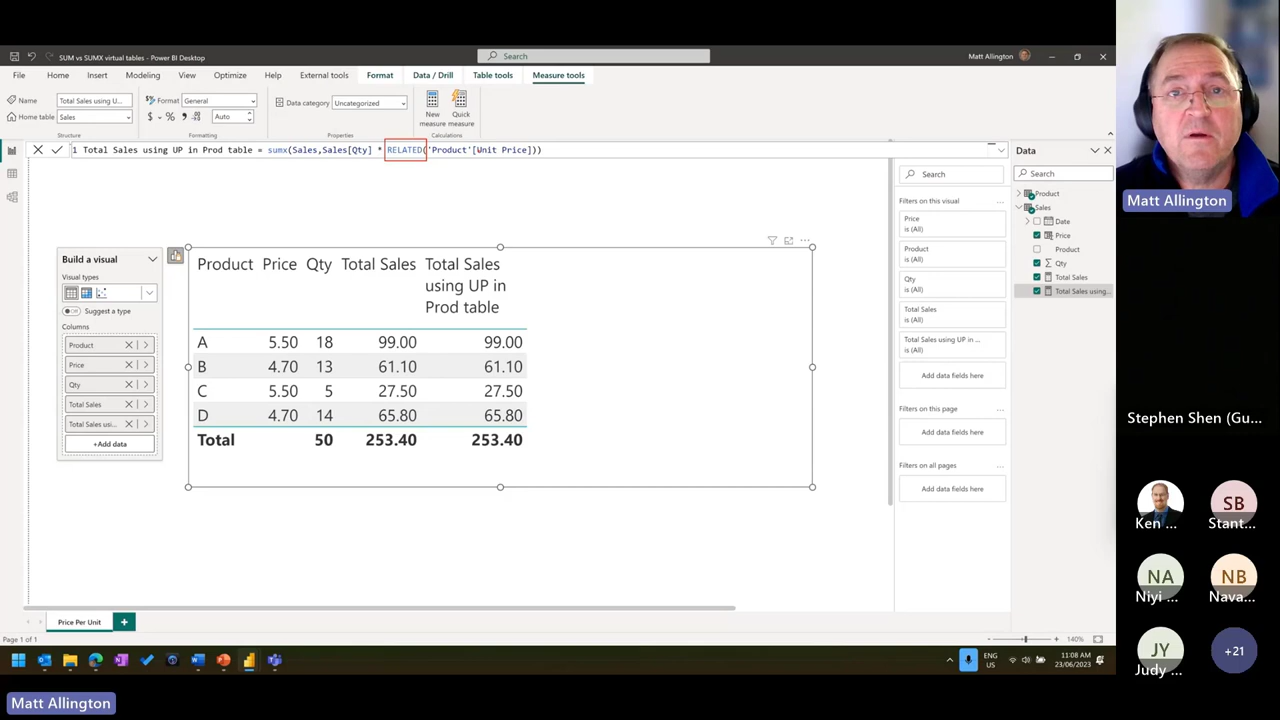 SUM vs SUMX virtual tables - Power BI Desktop
Search
Matt Allington
File Home Insert Modeling View Optimize Help External tools Format Data / Drill Table tools Measure tools
Name Total Sales using U...
Home table Sales
Structure
Format General
$ % , Auto
Formatting
Data category Uncategorized
Properties
New measure
Quick measure
Calculations
1 Total Sales using UP in Prod table = sumx(Sales,Sales[Qty] * RELATED('Product'[Unit Price]))
Build a visual
Visual types
Suggest a type
Columns
Product
Price
Qty
Total Sales
Total Sales usi...
+Add data
Product Price Qty Total Sales Total Sales
using UP in
Prod table
A 5.50 18 99.00 99.00
B 4.70 13 61.10 61.10
C 5.50 5 27.50 27.50
D 4.70 14 65.80 65.80
Total 50 253.40 253.40
Search
Filters on this visual ...
Price
is (All)
Product
is (All)
Qty
is (All)
Total Sales
is (All)
Total Sales using UP in ...
is (All)
Add data fields here
Filters on this page ...
Add data fields here
Filters on all pages ...
Add data fields here
Data
Search
Product
Sales
Date
Price
Product
Qty
Total Sales
Total Sales using...
Price Per Unit
Page 1 of 1
140%
ENG
US
11:08 AM
23/06/2023
Matt Allington
Matt Allington
Stephen Shen (Gu...
Ken ...
SB
Stant...
NA
Niyi ...
NB
Nava...
JY
Judy ...
+21